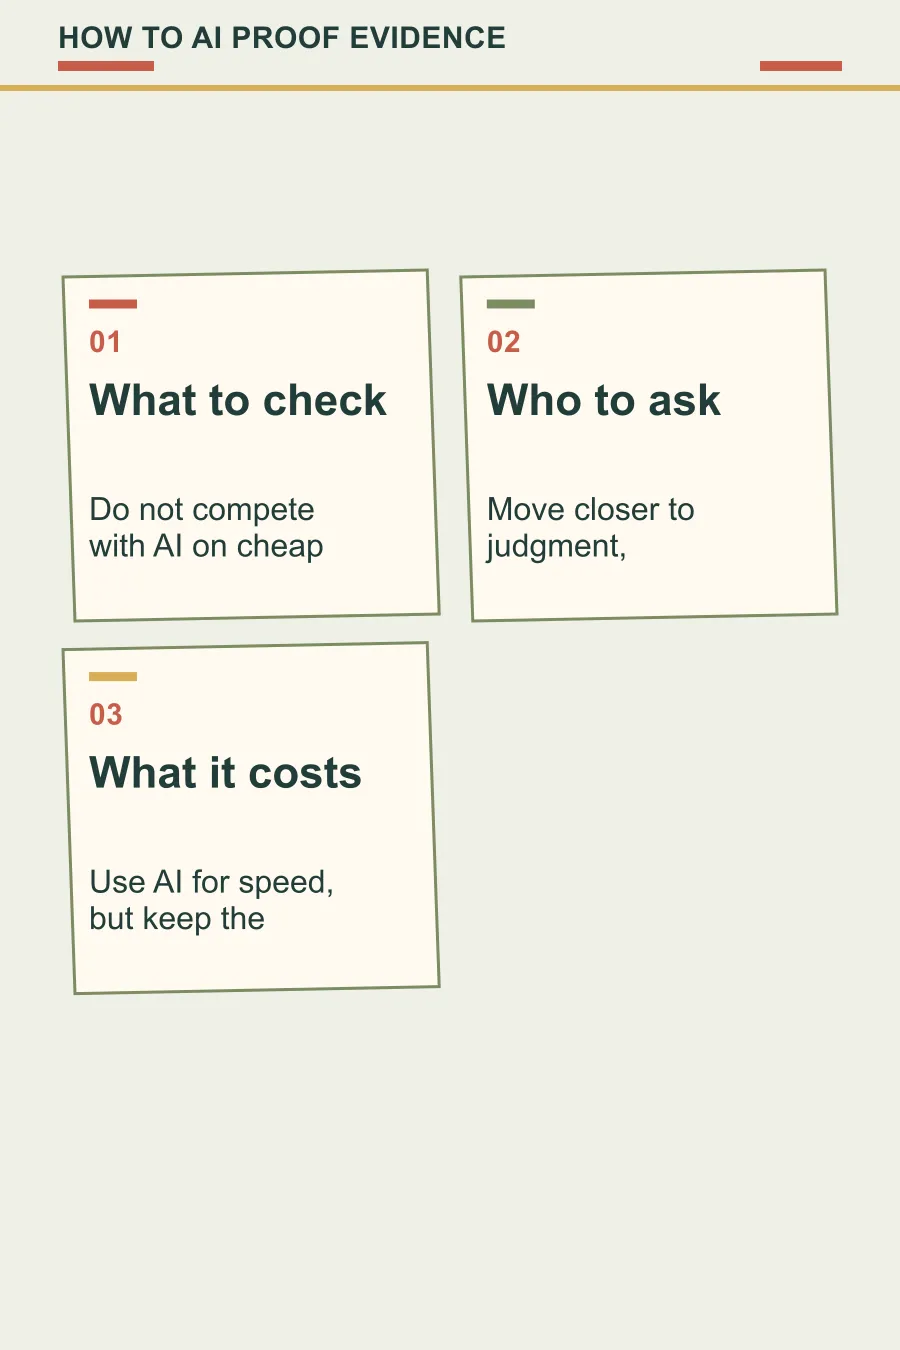 HOW TO AI PROOF EVIDENCE
01
What to check
Do not compete
with AI on cheap
02
Who to ask
Move closer to
judgment,
03
What it costs
Use AI for speed,
but keep the